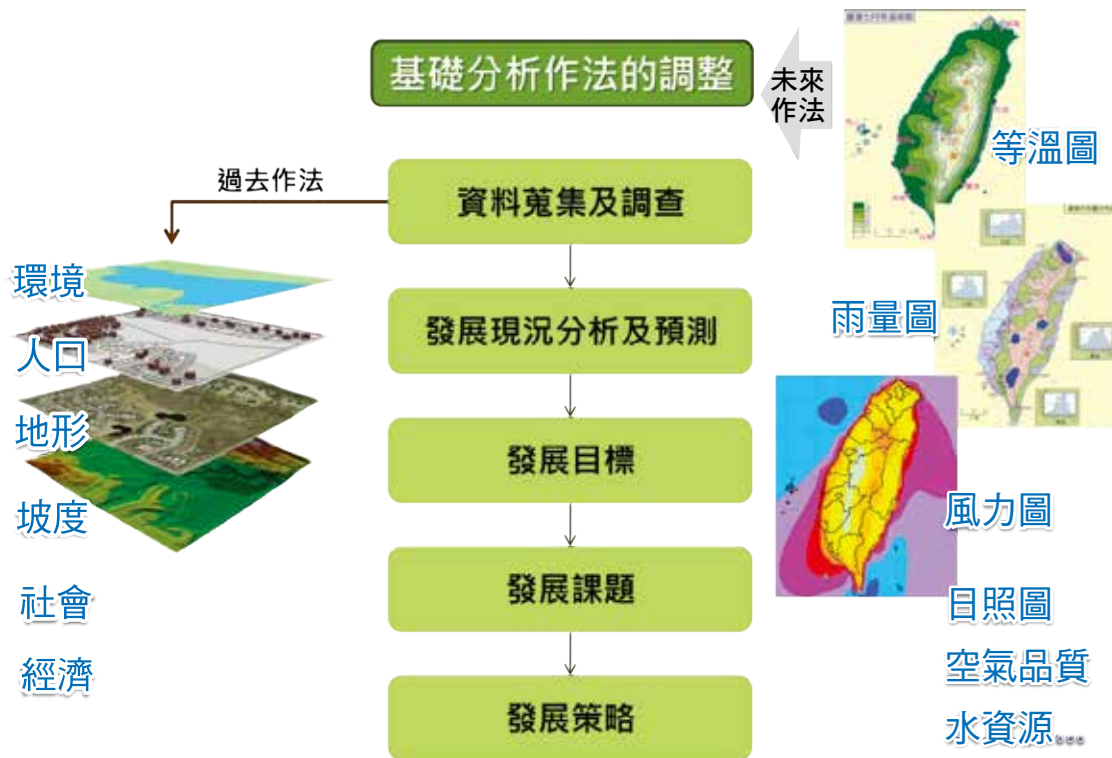 基礎分析作法的調整
未來
作法
過去作法
資料蒐集及調查
發展現況分析及預測
發展目標
發展課題
發展策略
環境
人口
地形
坡度
社會
經濟
等溫圖
雨量圖
風力圖
日照圖
空氣品質
水資源...